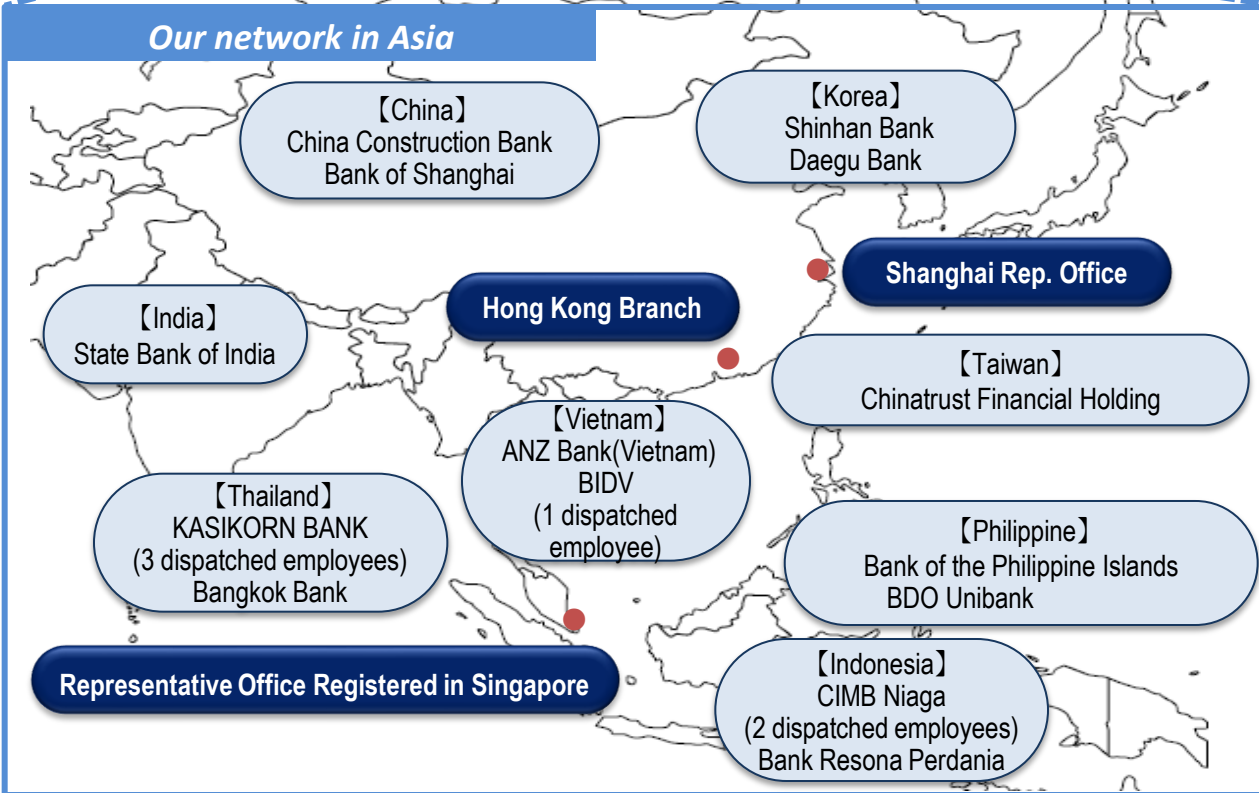 Our network in Asia
【China】
China Construction Bank
Bank of Shanghai
【Korea】
Shinhan Bank
Daegu Bank
Shanghai Rep. Office
Hong Kong Branch
【India】
State Bank of India
【Taiwan】
Chinatrust Financial Holding
【Vietnam】
ANZ Bank(Vietnam)
BIDV
(1 dispatched
employee)
【Thailand】
KASIKORN BANK
(3 dispatched employees)
Bangkok Bank
【Philippine】
Bank of the Philippine Islands
BDO Unibank
Representative Office Registered in Singapore
【Indonesia】
CIMB Niaga
(2 dispatched employees)
Bank Resona Perdania